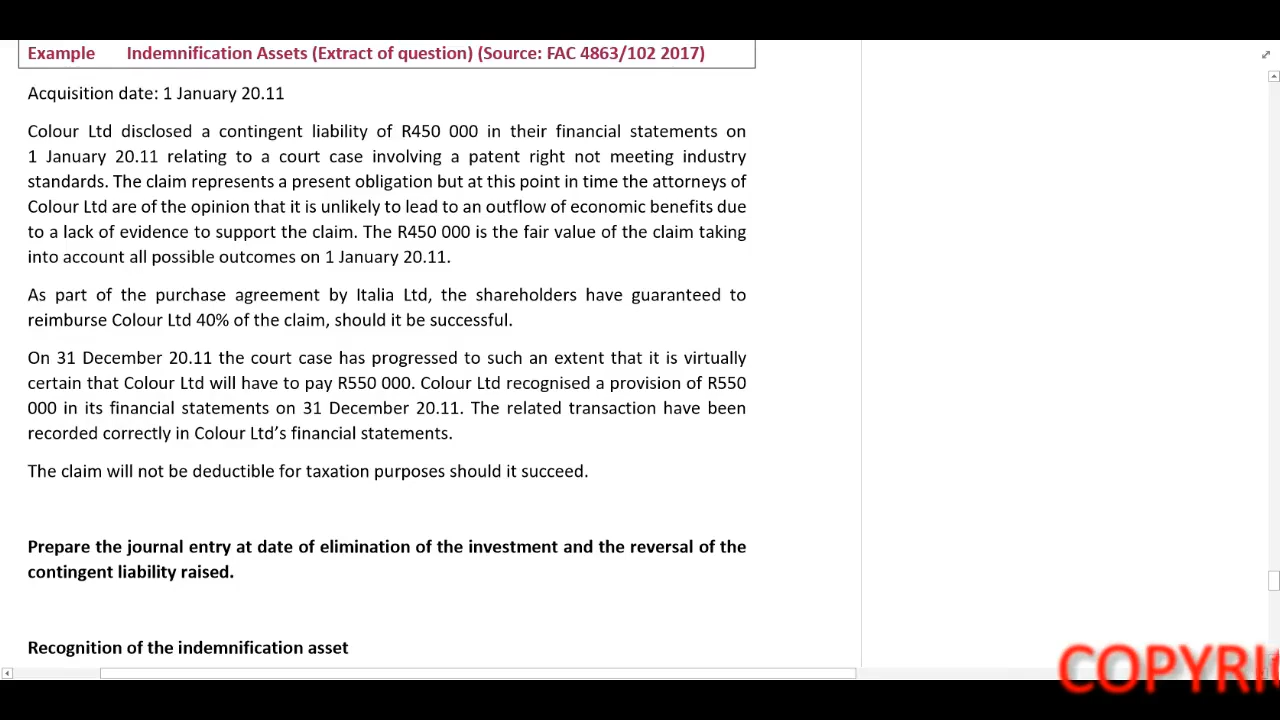 Example Indemnification Assets (Extract of question) (Source: FAC 4863/102 2017)
Acquisition date: 1 January 20.11
Colour Ltd disclosed a contingent liability of R450 000 in their financial statements on
1 January 20.11 relating to a court case involving a patent right not meeting industry
standards. The claim represents a present obligation but at this point in time the attorneys of
Colour Ltd are of the opinion that it is unlikely to lead to an outflow of economic benefits due
to a lack of evidence to support the claim. The R450 000 is the fair value of the claim taking
into account all possible outcomes on 1 January 20.11.
As part of the purchase agreement by Italia Ltd, the shareholders have guaranteed to
reimburse Colour Ltd 40% of the claim, should it be successful.
On 31 December 20.11 the court case has progressed to such an extent that it is virtually
certain that Colour Ltd will have to pay R550 000. Colour Ltd recognised a provision of R550
000 in its financial statements on 31 December 20.11. The related transaction have been
recorded correctly in Colour Ltd’s financial statements.
The claim will not be deductible for taxation purposes should it succeed.
Prepare the journal entry at date of elimination of the investment and the reversal of the
contingent liability raised.
Recognition of the indemnification asset
COPYRI